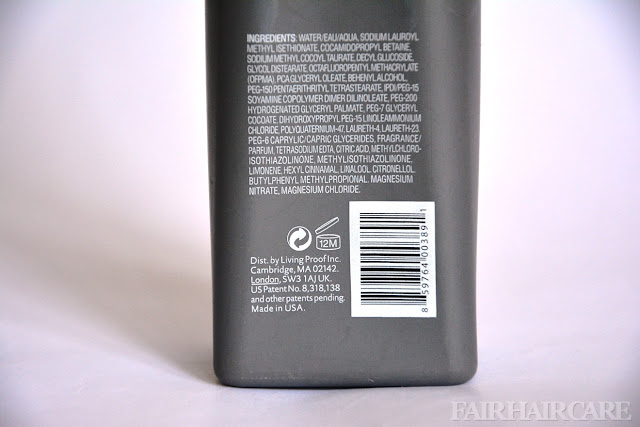 INGREDIENTS: WATER/EAU/AQUA, SODIUM LAUROYL
METHYL ISETHIONATE, COCAMIDOPROPYL BETAINE,
SODIUM METHYL COCOYL TAURATE, DECYL GLUCOSIDE,
GLYCOL DISTEARATE, OCTAFLUOROPENTYL METHACRYLATE
(OFPMA), PCA GLYCERYL OLEATE, BEHENYL ALCOHOL,
PEG-150 PENTAERITHRITYL TETRASTEARATE, IPDI/PEG-15
SOYAMINE COPOLYMER DIMER DILINOLEATE, PEG-200
HYDROGENATED GLYCERYL PALMATE, PEG-7 GLYCERYL
COCOATE, DIHYDROXYPROPYL PEG-15 LINOLEAMMONIUM
CHLORIDE, POLYQUATERNIUM-47, LAURETH-4, LAURETH-23,
PEG-6 CAPRYLIC/CAPRIC GLYCERIDES, FRAGRANCE/
PARFUM, TETRASODIUM EDTA, CITRIC ACID, METHYLCHLORO-
ISOTHIAZOLINONE, METHYLISOTHIAZOLINONE,
LIMONENE, HEXYL CINNAMAL, LINALOOL, CITRONELLOL,
BUTYLPHENYL METHYLPROPIONAL, MAGNESIUM
NITRATE, MAGNESIUM CHLORIDE.
12M
Dist. by Living Proof Inc.
Cambridge, MA 02142.
London, SW3 1AJ UK.
US Patent No. 8,318,138
and other patents pending.
Made in USA.
8 59764 00389 1
FAIRHAIRCARE